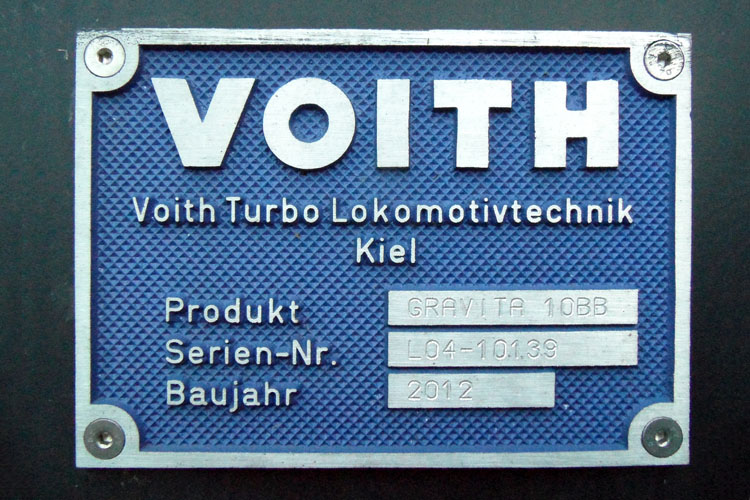 VOITH
Voith Turbo Lokomotivtechnik
Kiel
Produkt GRAVITA 10BB
Serien-Nr. L04-10139
Baujahr 2012